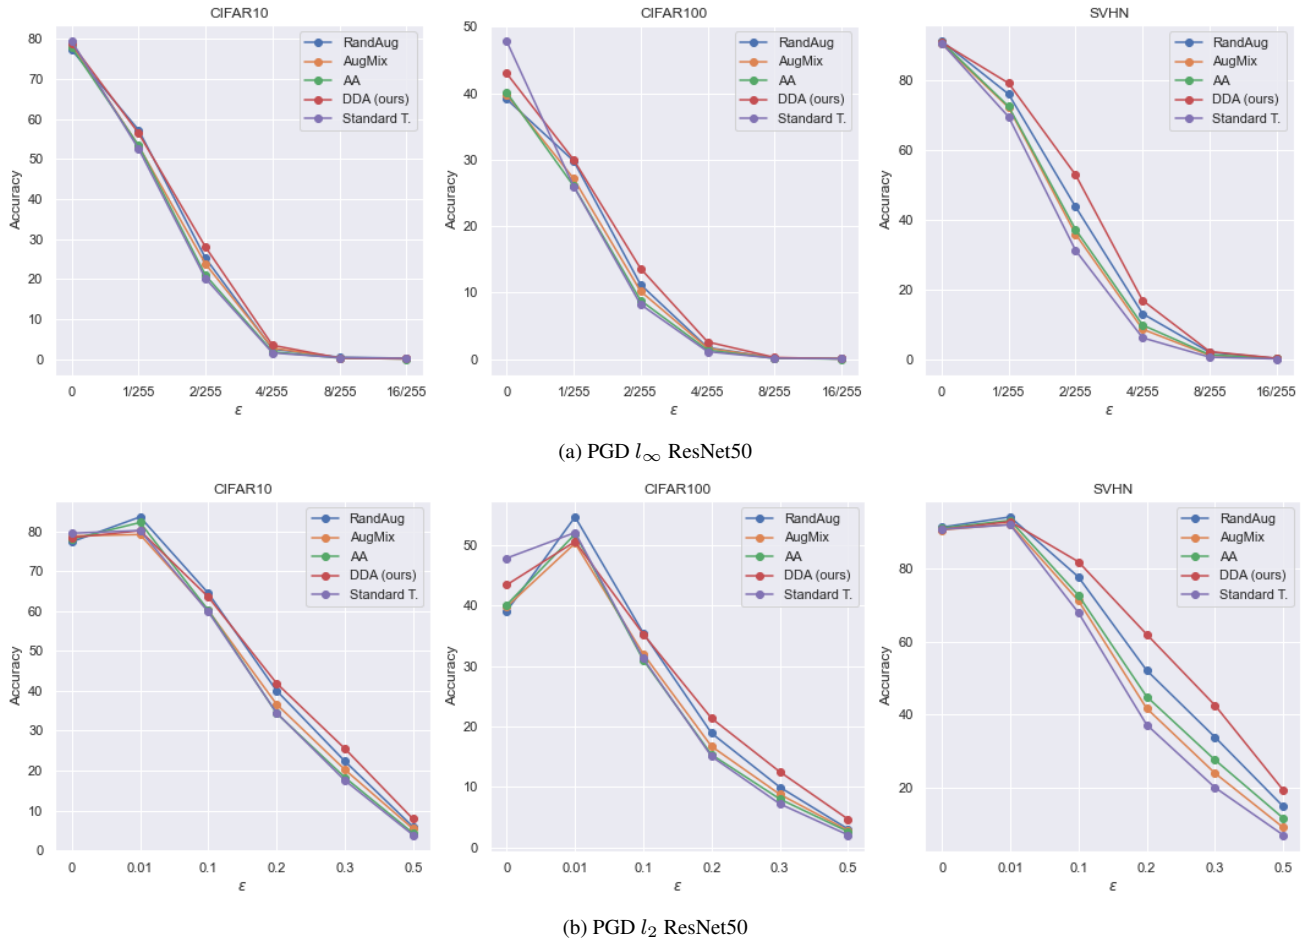 CIFAR10
80
70
60
50
40
30
20
10
0
Accuracy
0 1/255 2/255 4/255 8/255 16/255
ε
RandAug
AugMix
AA
DDA (ours)
Standard T.
CIFAR100
50
40
30
20
10
0
Accuracy
0 1/255 2/255 4/255 8/255 16/255
ε
RandAug
AugMix
AA
DDA (ours)
Standard T.
SVHN
80
60
40
20
0
Accuracy
0 1/255 2/255 4/255 8/255 16/255
ε
RandAug
AugMix
AA
DDA (ours)
Standard T.
(a) PGD l∞ ResNet50
CIFAR10
80
70
60
50
40
30
20
10
0
Accuracy
0 0.01 0.1 0.2 0.3 0.5
ε
RandAug
AugMix
AA
DDA (ours)
Standard T.
CIFAR100
50
40
30
20
10
0
Accuracy
0 0.01 0.1 0.2 0.3 0.5
ε
RandAug
AugMix
AA
DDA (ours)
Standard T.
SVHN
80
60
40
20
Accuracy
0 0.01 0.1 0.2 0.3 0.5
ε
RandAug
AugMix
AA
DDA (ours)
Standard T.
(b) PGD l₂ ResNet50